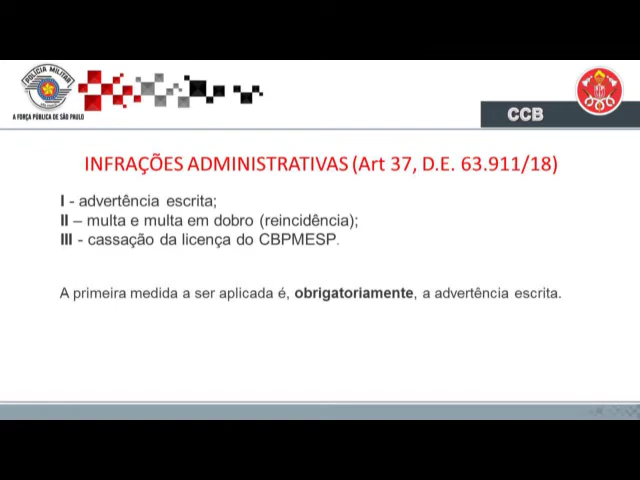 POLÍCIA MILITAR
A FORÇA PÚBLICA DE SÃO PAULO
CCB
INFRAÇÕES ADMINISTRATIVAS (Art 37, D.E. 63.911/18)
I - advertência escrita;
II – multa e multa em dobro (reincidência);
III - cassação da licença do CBPMESP.
A primeira medida a ser aplicada é, obrigatoriamente, a advertência escrita.